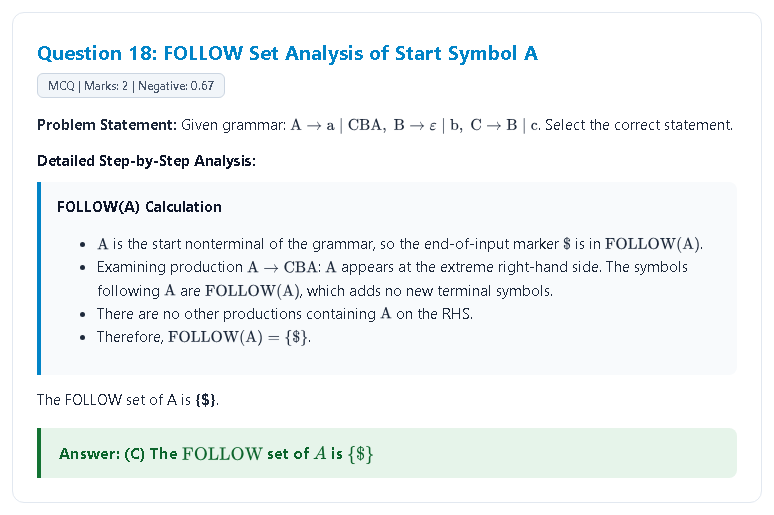 Question 18: FOLLOW Set Analysis of Start Symbol A
MCQ | Marks: 2 | Negative: 0.67
Problem Statement: Given grammar: A → a | CBA, B → ε | b, C → B | c. Select the correct statement.
Detailed Step-by-Step Analysis:
FOLLOW(A) Calculation
• A is the start nonterminal of the grammar, so the end-of-input marker $ is in FOLLOW(A).
• Examining production A → CBA: A appears at the extreme right-hand side. The symbols
following A are FOLLOW(A), which adds no new terminal symbols.
• There are no other productions containing A on the RHS.
• Therefore, FOLLOW(A) = {$}.
The FOLLOW set of A is {$}.
Answer: (C) The FOLLOW set of A is {$}